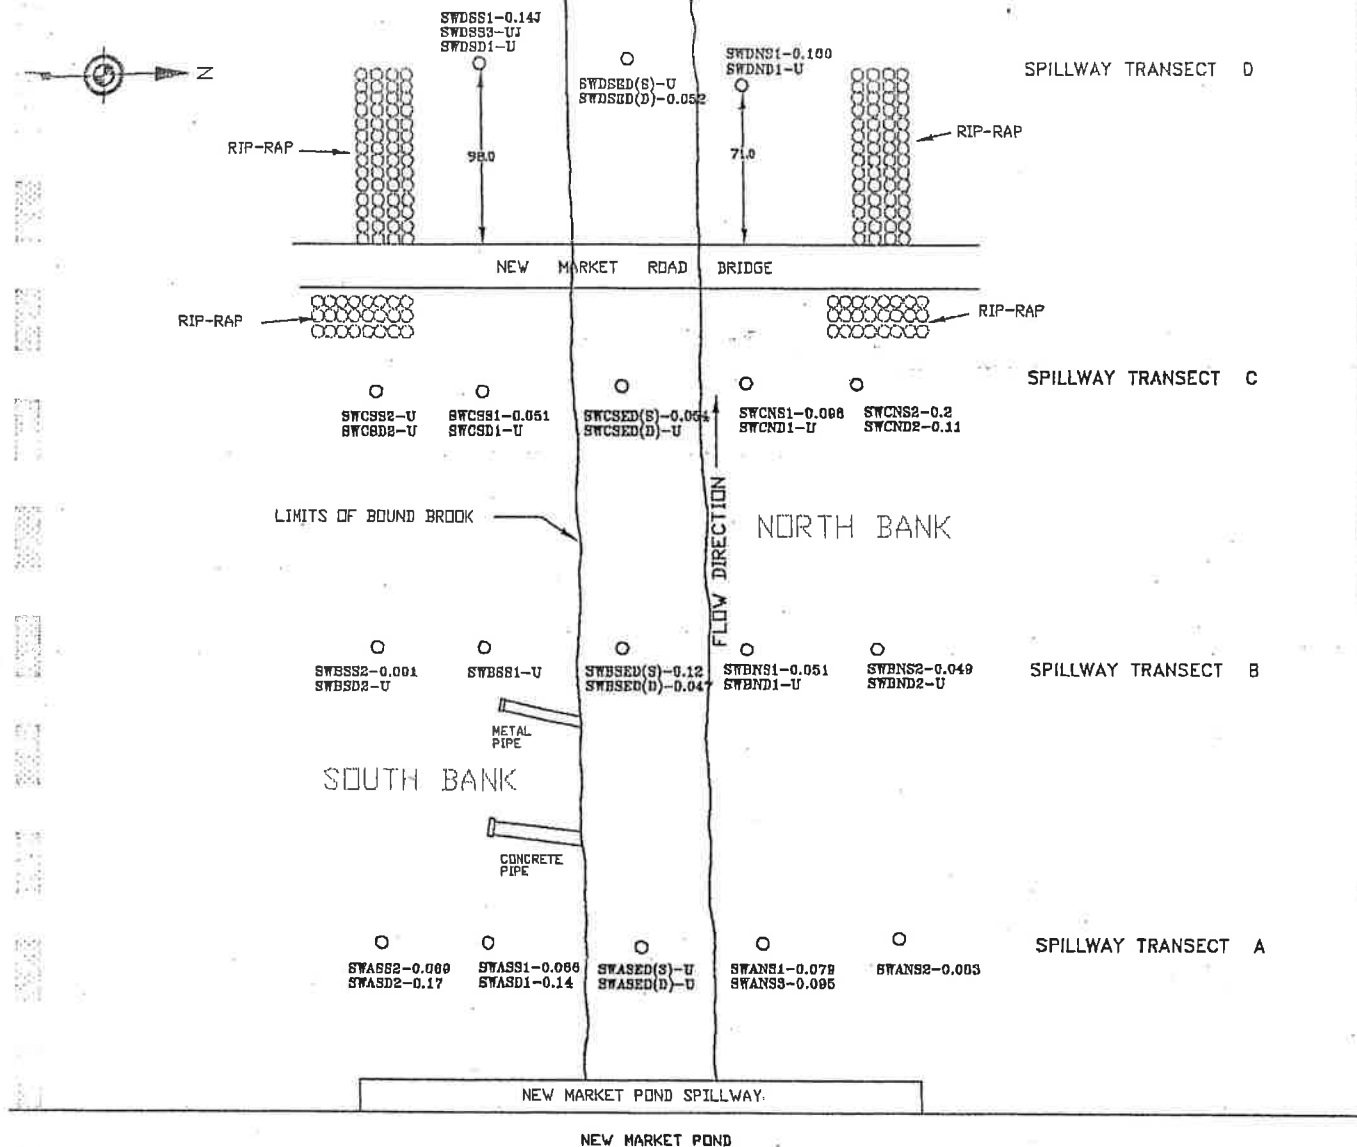 SWDSS1-0.14J
SWDSS3-UJ
SWDSD1-U
SWDSED(S)-U
SWDSED(D)-0.052
SWDNS1-0.100
SWDND1-U
SPILLWAY TRANSECT D
N
RIP-RAP
RIP-RAP
98.0
71.0
NEW MARKET ROAD BRIDGE
RIP-RAP
RIP-RAP
SPILLWAY TRANSECT C
SWCSS2-U
SWCSD2-U
SWCSS1-0.051
SWCSD1-U
SWCSED(S)-0.054
SWCSED(D)-U
SWCNS1-0.098
SWCND1-U
SWCNS2-0.2
SWCND2-0.11
LIMITS OF BOUND BROOK
FLOW DIRECTION
NORTH BANK
SWBSS2-0.091
SWBSD2-U
SWBSS1-U
SWBSED(S)-0.12
SWBSED(D)-0.047
SWBNS1-0.051
SWBND1-U
SWBNS2-0.049
SWBND2-U
SPILLWAY TRANSECT B
METAL
PIPE
SOUTH BANK
CONCRETE
PIPE
SPILLWAY TRANSECT A
SWASS2-0.069
SWASD2-0.17
SWASS1-0.066
SWASD1-0.14
SWASED(S)-U
SWASED(D)-U
SWANS1-0.079
SWANS3-0.095
SWANS2-0.083
NEW MARKET POND SPILLWAY
NEW MARKET POND